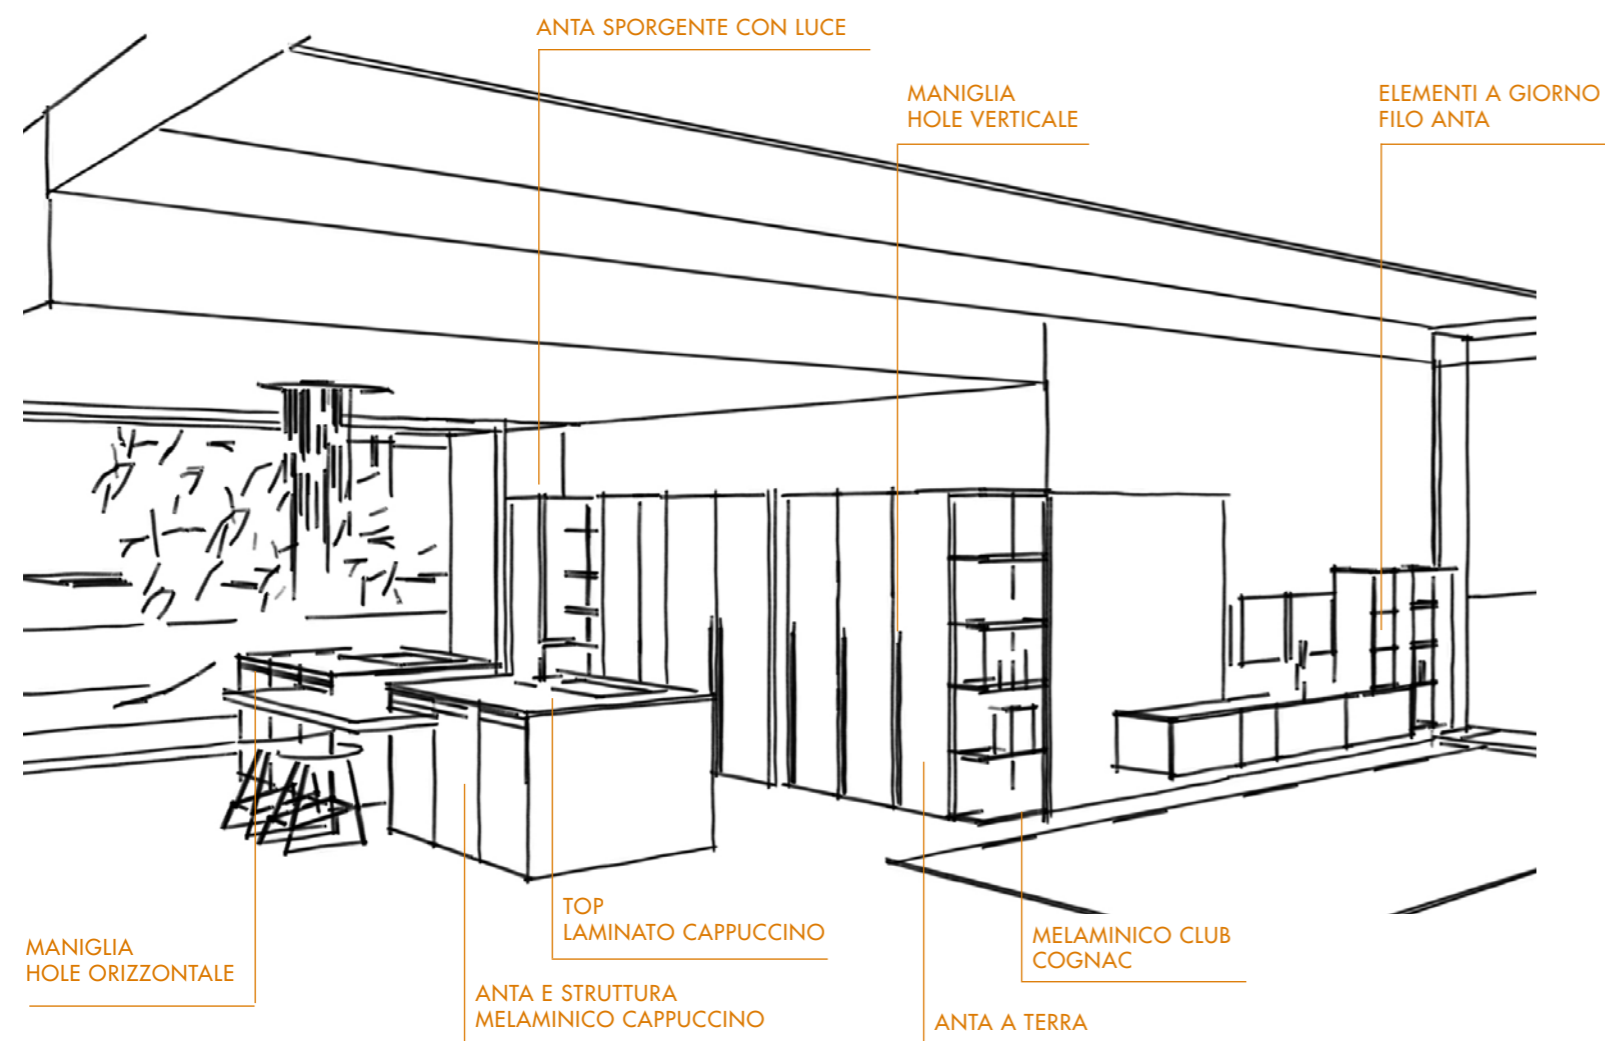 ANTA SPORGENTE CON LUCE
MANIGLIA
HOLE VERTICALE
ELEMENTI A GIORNO
FILO ANTA
TOP
LAMINATO CAPPUCCINO
MANIGLIA
HOLE ORIZZONTALE
MELAMINICO CLUB
COGNAC
ANTA E STRUTTURA
MELAMINICO CAPPUCCINO
ANTA A TERRA